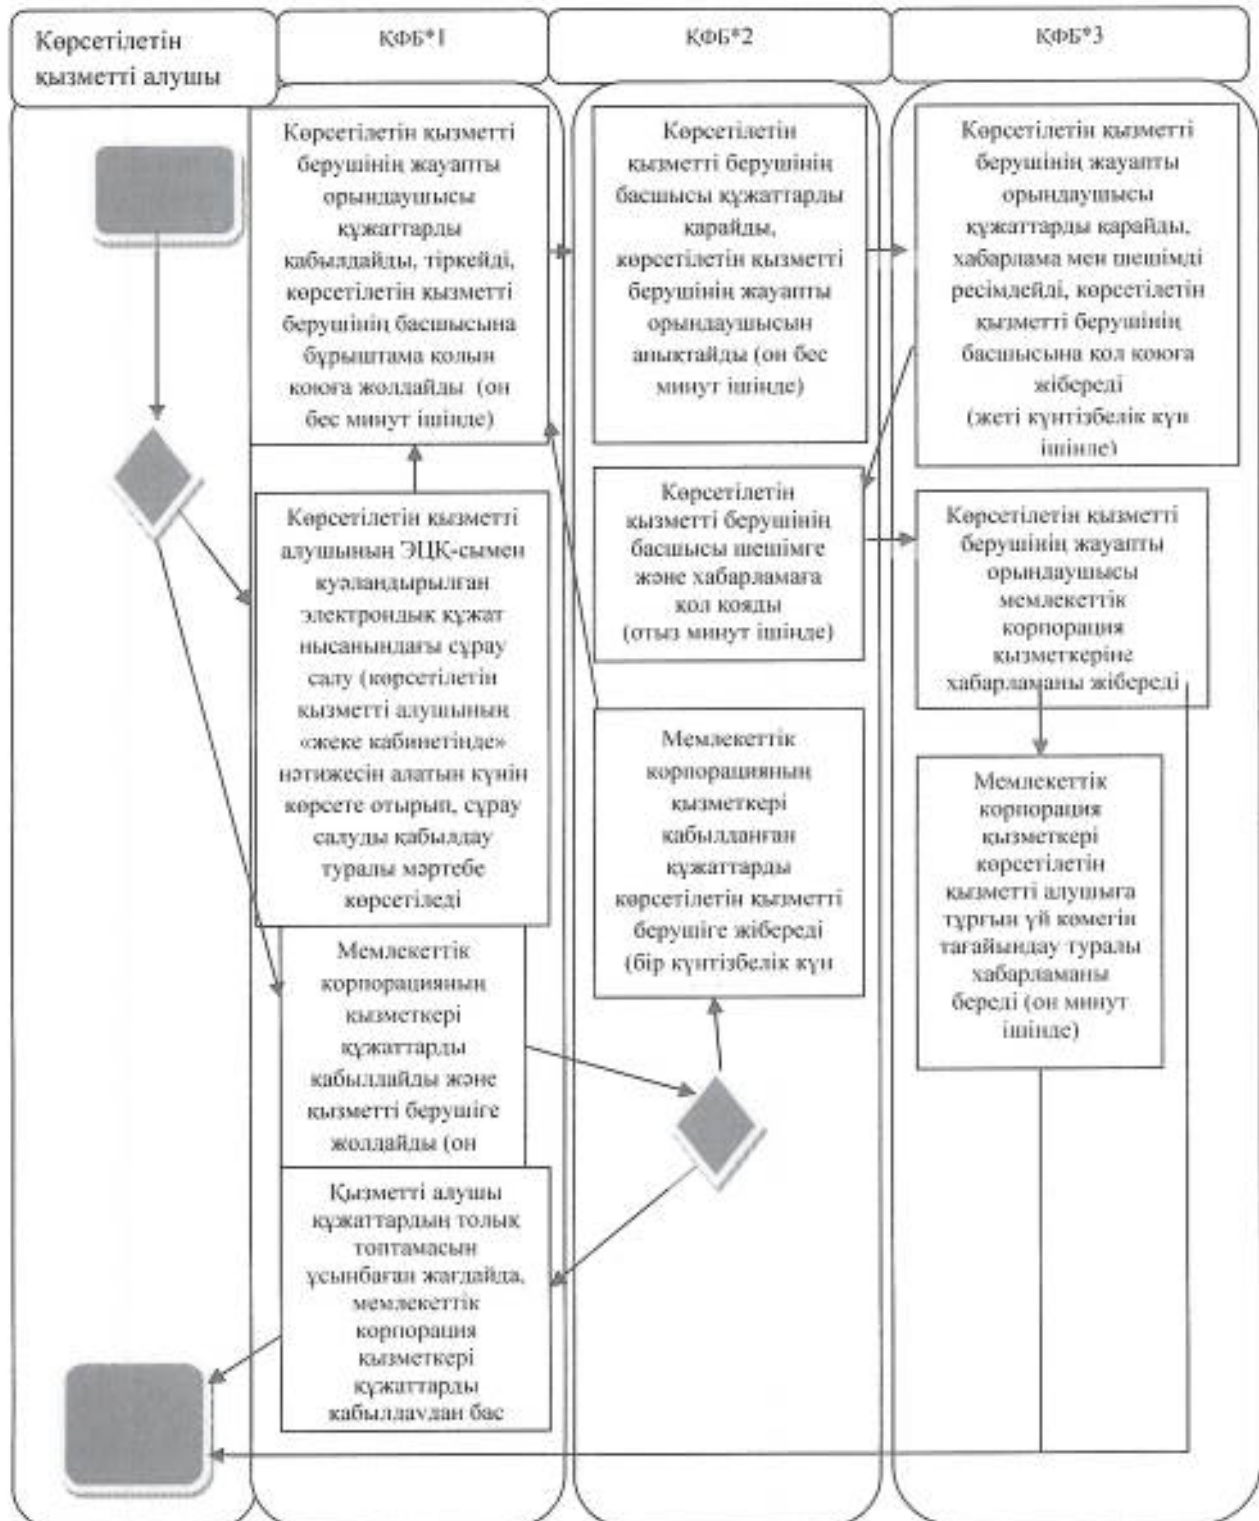 Көрсетілетін
қызметті алушы
ҚФБ*1
ҚФБ*2
ҚФБ*3
Көрсетілетін қызметті
берушінің жауапты
орындаушысы
құжаттарды
қабылдайды, тіркейді,
көрсетілетін қызметті
берушінің басшысына
бұрыштама қолын
қоюға жолдайды (он
бес минут ішінде)
Көрсетілетін
қызметті берушінің
басшысы құжаттарды
қарайды,
көрсетілетін қызметті
берушінің жауапты
орындаушысын
анықтайды (он бес
минут ішінде)
Көрсетілетін қызметті
берушінің жауапты
орындаушысы
құжаттарды қарайды,
хабарлама мен шешімді
ресімдейді, көрсетілетін
қызметті берушінің
басшысына қол қоюға
жібереді
(жеті күнтізбелік күн
ішінде)
Көрсетілетін қызметті
алушының ЭЦҚ-сымен
куәландырылған
электрондық құжат
нысанындағы сұрау
салу (көрсетілетін
қызметті алушының
«жеке кабинетінде»
нәтижесін алатын күнін
көрсете отырып, сұрау
салуды қабылдау
туралы мәртебе
көрсетіледі
Көрсетілетін
қызметті берушінің
басшысы шешімге
және хабарламаға
қол қояды
(отыз минут ішінде)
Көрсетілетін қызметті
берушінің жауапты
орындаушысы
мемлекеттік
корпорация
қызметкеріне
хабарламаны жібереді
Мемлекеттік
корпорацияның
қызметкері
қабылданған
құжаттарды
көрсетілетін қызметті
берушіге жібереді
(бір күнтізбелік күн
Мемлекеттік
корпорация
қызметкері
көрсетілетін
қызметті алушыға
тұрғын үй көмегін
тағайындау туралы
хабарламаны
береді (он минут
ішінде)
Мемлекеттік
корпорацияның
қызметкері
құжаттарды
қабылдайды және
қызметті берушіге
жолдайды (он
Қызметті алушы
құжаттардың толық
топтамасын
ұсынбаған жағдайда,
мемлекеттік
корпорация
қызметкері
құжаттарды
қабылдаудан бас